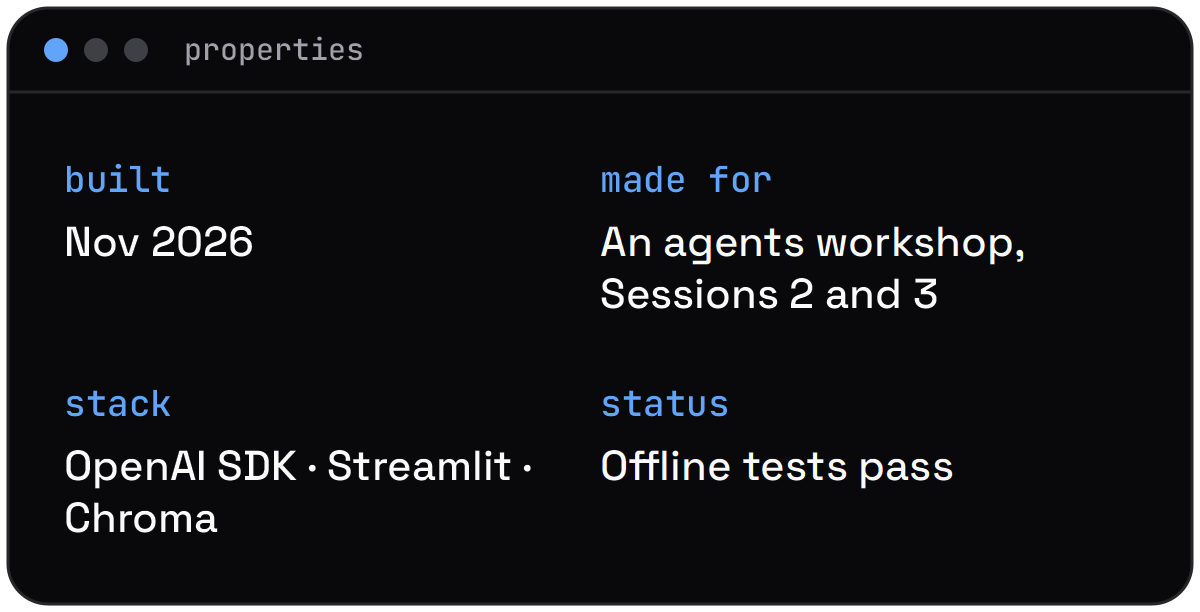 properties
built
Nov 2026
made for
An agents workshop,
Sessions 2 and 3
stack
OpenAI SDK · Streamlit ·
Chroma
status
Offline tests pass